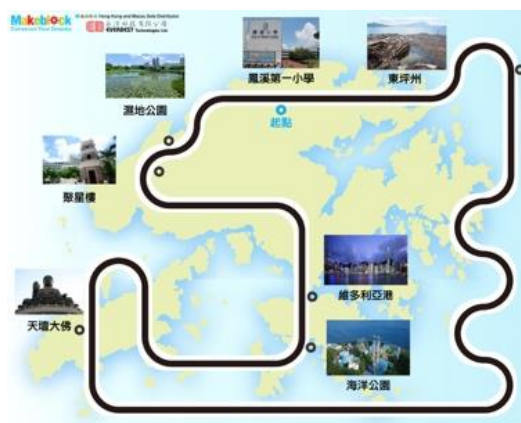 Makeblock
Construct Your Dreams
Hong Kong and Macau Sole Distributor
EVEREST Technologies Ltd.
鳳溪第一小學
東坪州
濕地公園
起點
聚星樓
維多利亞港
天壇大佛
海洋公園